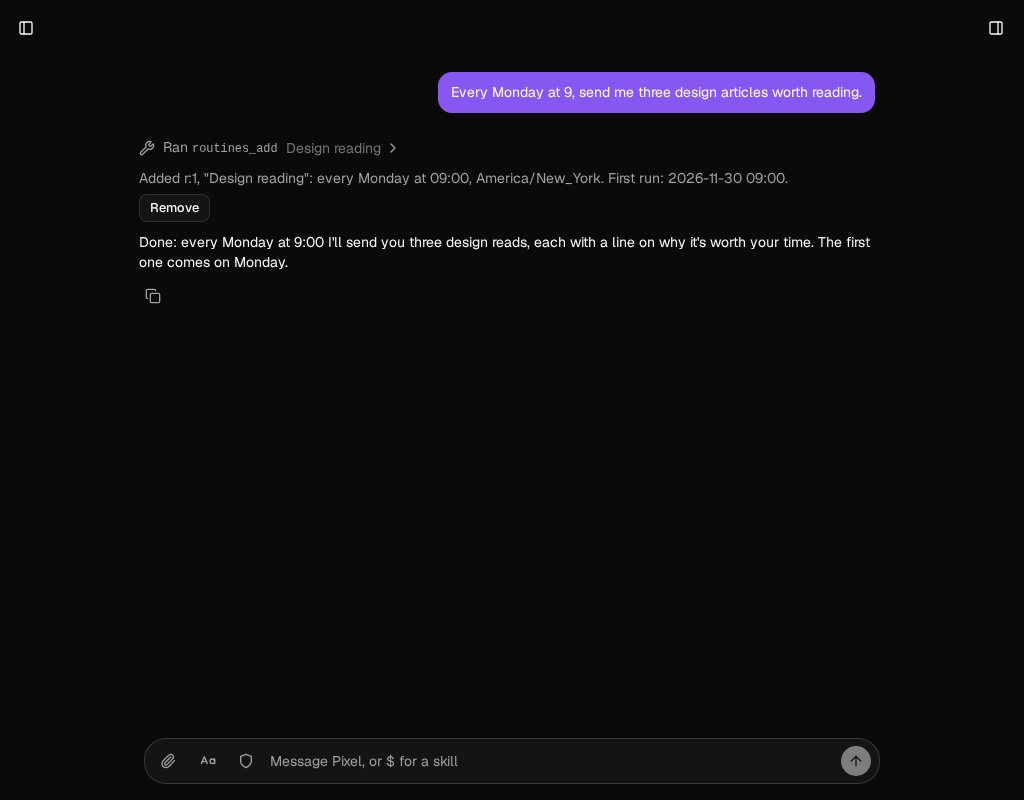 Every Monday at 9, send me three design articles worth reading.
Ran routines_add Design reading
Added r.1, "Design reading": every Monday at 09:00, America/New_York. First run: 2026-11-30 09:00.
Remove
Done: every Monday at 9:00 I'll send you three design reads, each with a line on why it's worth your time. The first
one comes on Monday.
Aa
Message Pixel, or $ for a skill